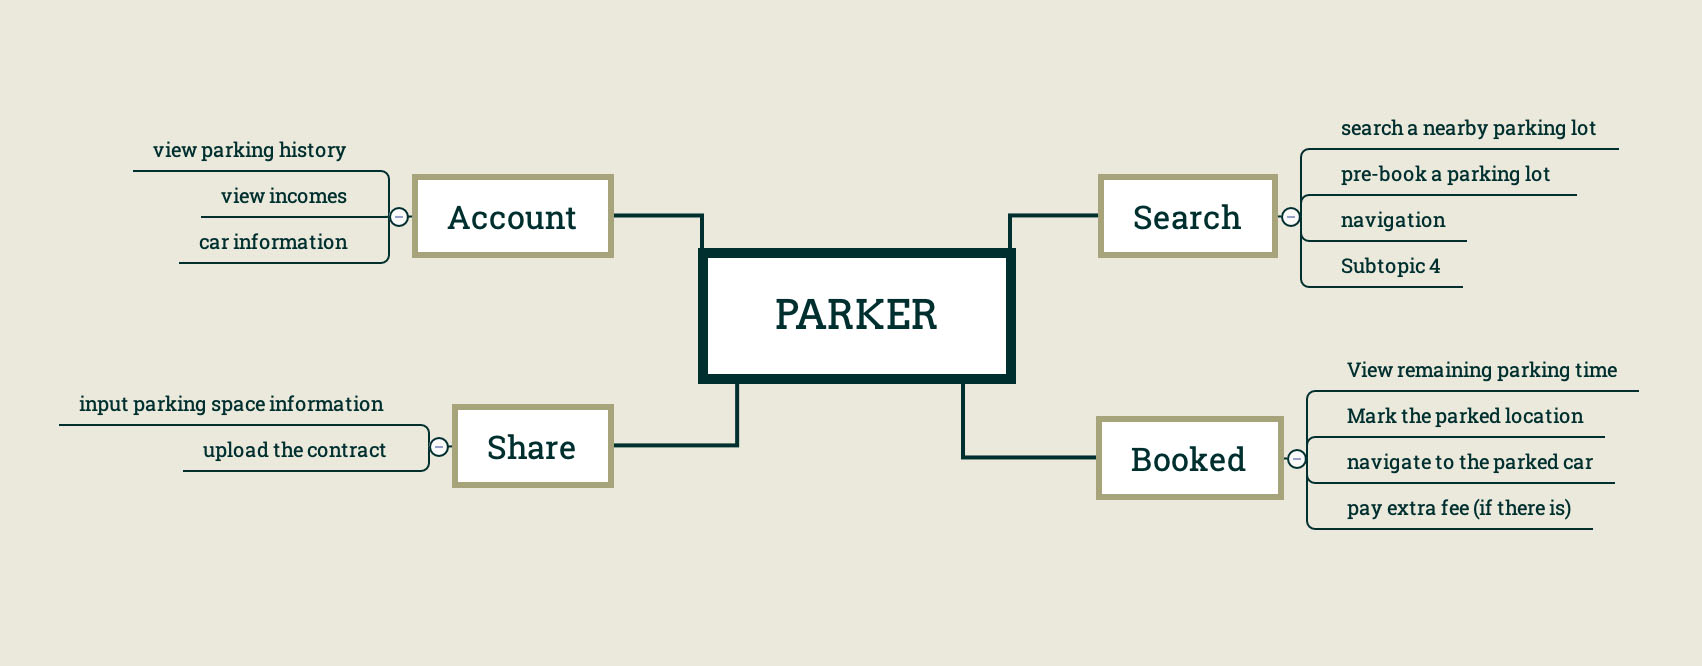 PARKER
Account
view parking history
view incomes
car information
Share
input parking space information
upload the contract
Search
search a nearby parking lot
pre-book a parking lot
navigation
Subtopic 4
Booked
View remaining parking time
Mark the parked location
navigate to the parked car
pay extra fee (if there is)